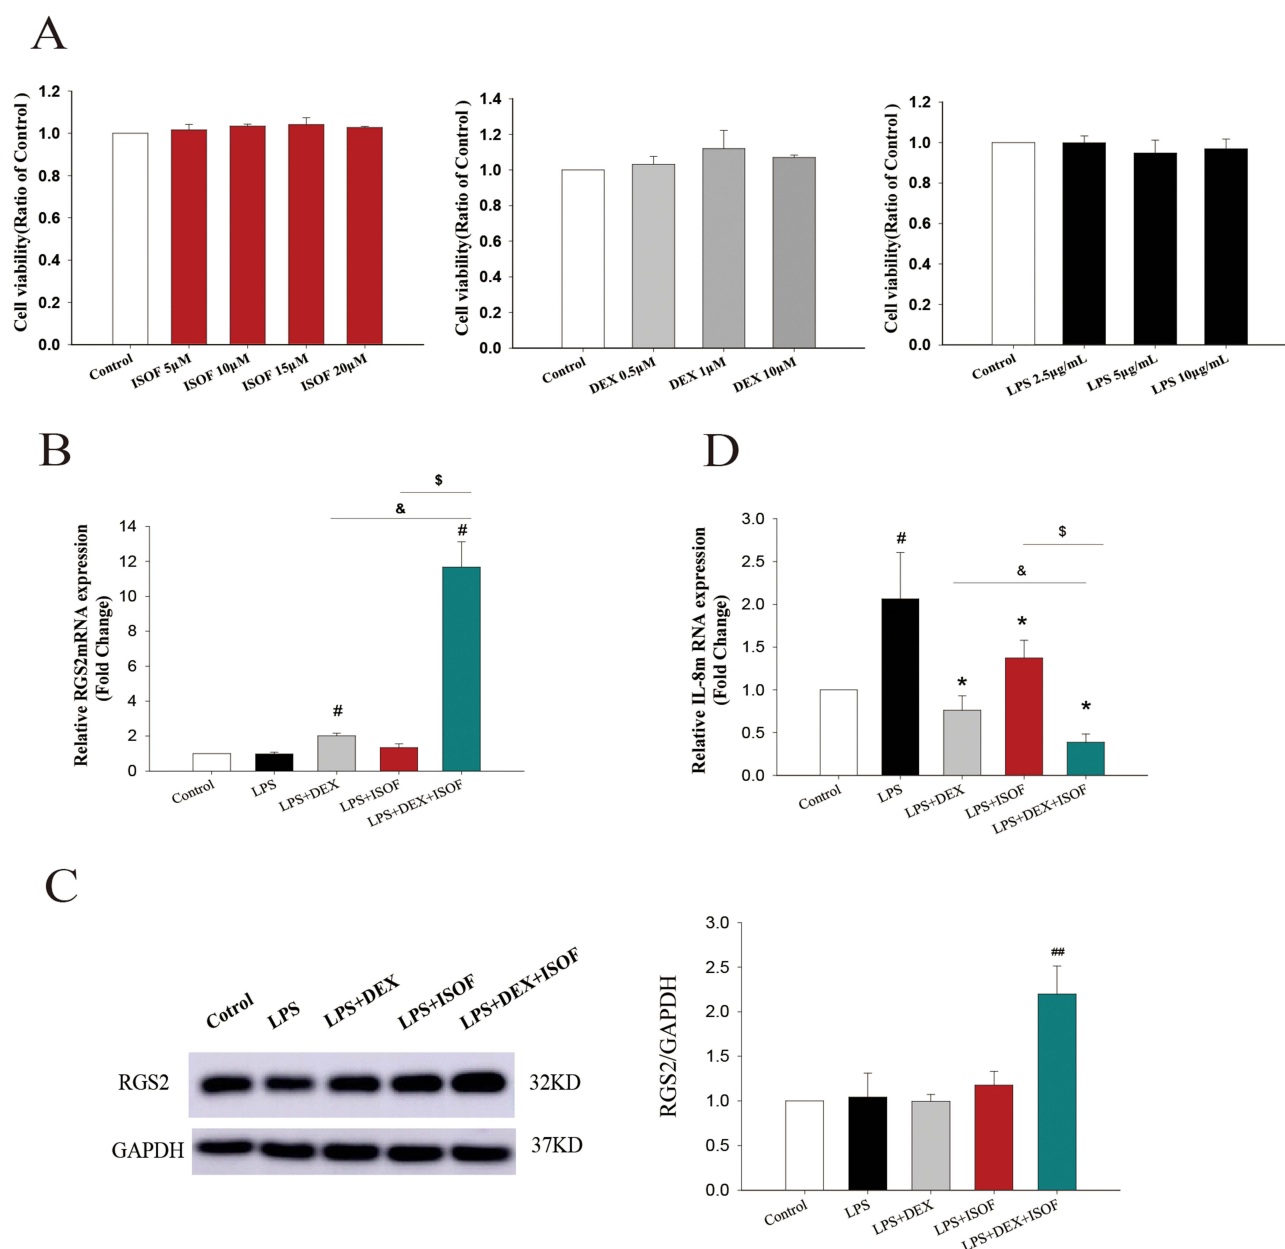 A
Cell viability(Ratio of Control )
1.2
1.0
0.8
0.6
0.4
0.2
0.0
Control
ISOF 5μM
ISOF 10μM
ISOF 15μM
ISOF 20μM
Cell viability(Ratio of Control )
1.4
1.2
1.0
0.8
0.6
0.4
0.2
0.0
Control
DEX 0.5μM
DEX 1μM
DEX 10μM
Cell viability(Ratio of Control )
1.2
1.0
0.8
0.6
0.4
0.2
0.0
Control
LPS 2.5μg/mL
LPS 5μg/mL
LPS 10μg/mL
B
Relative RGS2mRNA expression
(Fold Change)
14
12
10
8
6
4
2
0
$
&
#
#
Control
LPS
LPS+DEX
LPS+ISOF
LPS+DEX+ISOF
D
Relative IL-8m RNA expression
(Fold Change)
3.0
2.5
2.0
1.5
1.0
0.5
0.0
#
$
&
*
*
*
Control
LPS
LPS+DEX
LPS+ISOF
LPS+DEX+ISOF
C
Cotrol
LPS
LPS+DEX
LPS+ISOF
LPS+DEX+ISOF
RGS2
32KD
GAPDH
37KD
RGS2/GAPDH
3.0
2.5
2.0
1.5
1.0
0.5
0.0
##
Control
LPS
LPS+DEX
LPS+ISOF
LPS+DEX+ISOF